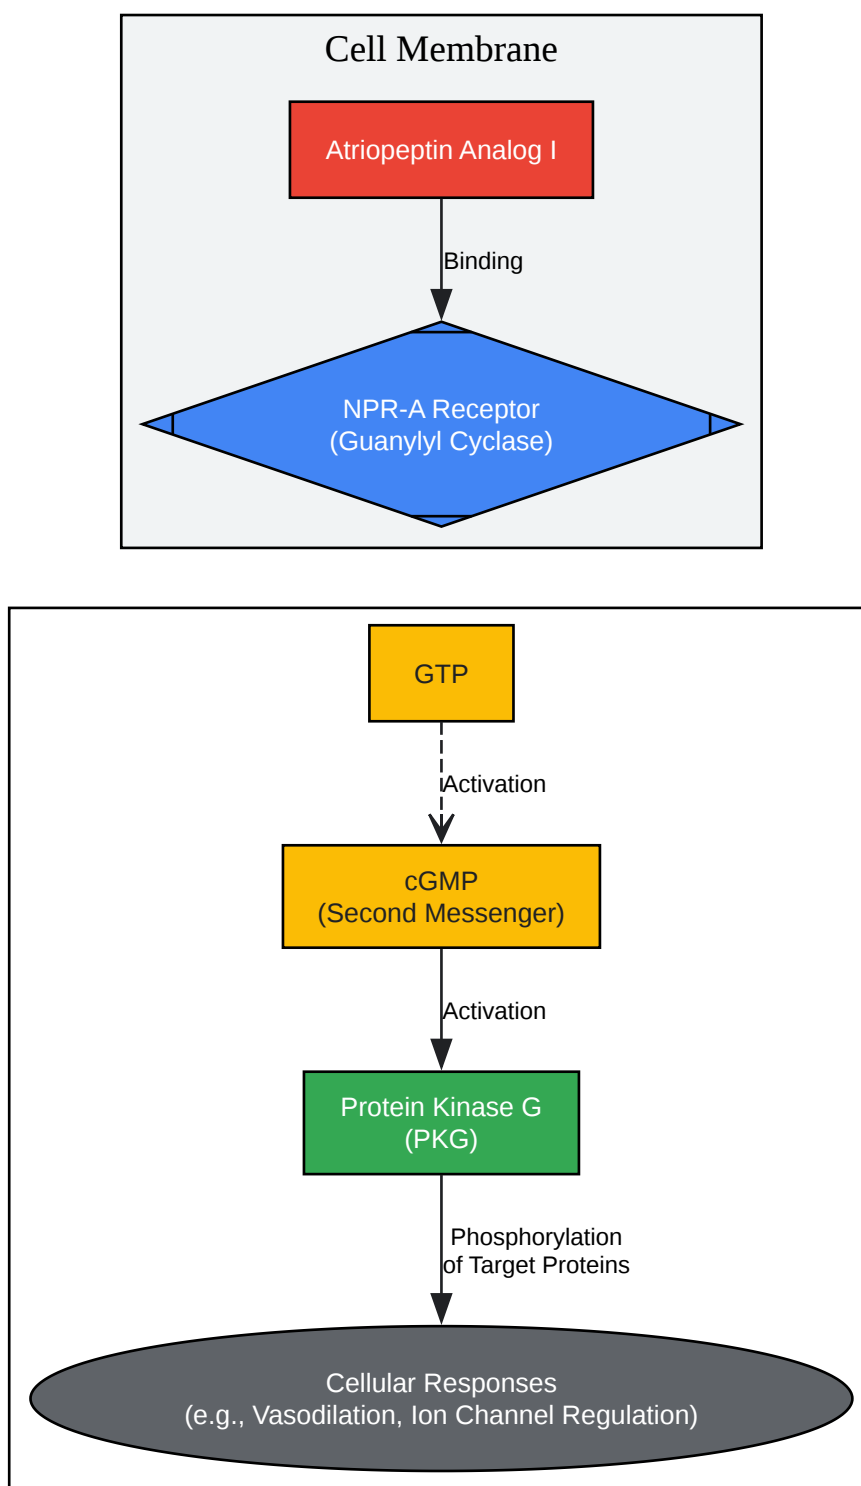 Cell Membrane
Atriopeptin Analog I
Binding
NPR-A Receptor
(Guanylyl Cyclase)
GTP
Activation
cGMP
(Second Messenger)
Activation
Protein Kinase G
(PKG)
Phosphorylation
of Target Proteins
Cellular Responses
(e.g., Vasodilation, Ion Channel Regulation)